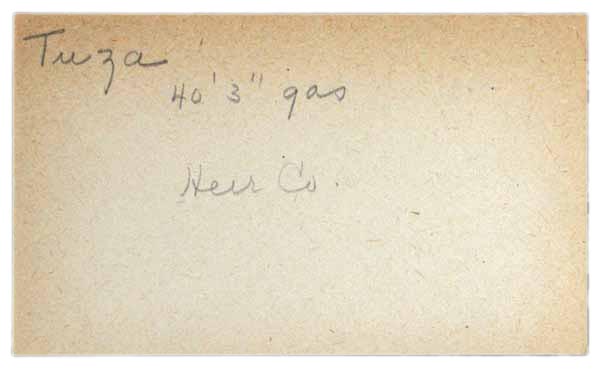 Tuza
40' 3" gas
Herr Co.